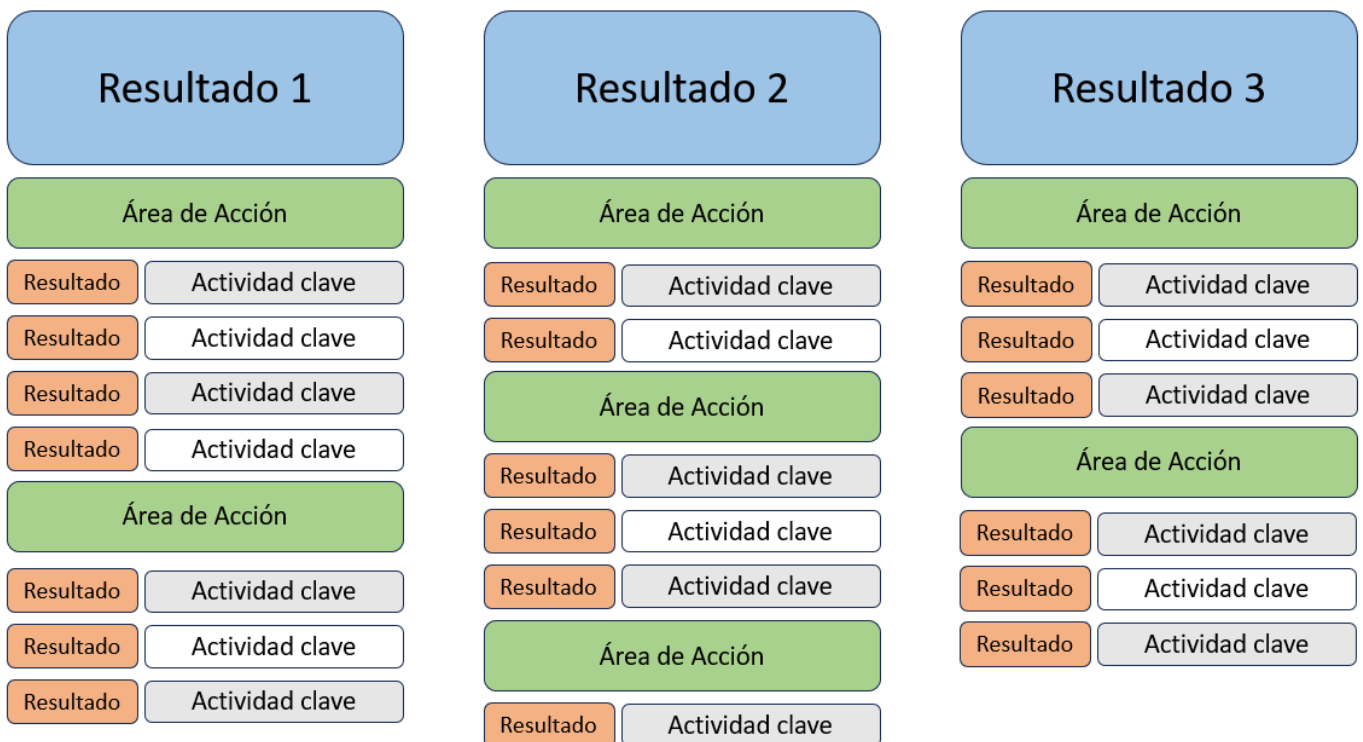 Resultado 1
Área de Acción
Resultado Actividad clave
Resultado Actividad clave
Resultado Actividad clave
Resultado Actividad clave
Área de Acción
Resultado Actividad clave
Resultado Actividad clave
Resultado Actividad clave
Resultado 2
Área de Acción
Resultado Actividad clave
Resultado Actividad clave
Área de Acción
Resultado Actividad clave
Resultado Actividad clave
Resultado Actividad clave
Área de Acción
Resultado Actividad clave
Resultado 3
Área de Acción
Resultado Actividad clave
Resultado Actividad clave
Resultado Actividad clave
Área de Acción
Resultado Actividad clave
Resultado Actividad clave
Resultado Actividad clave